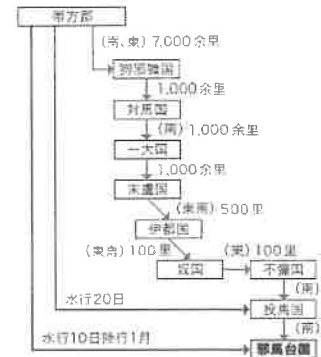 帯方郡
(南、東) 7,000余里
狗邪韓国
1,000余里
対馬国
(南) 1,000余里
一大国
1,000余里
末盧国
(東南) 500里
伊都国
(東南) 100里
(東) 100里
奴国
不彌国
(南)
水行20日
投馬国
(南)
水行10日陸行1月
邪馬台国